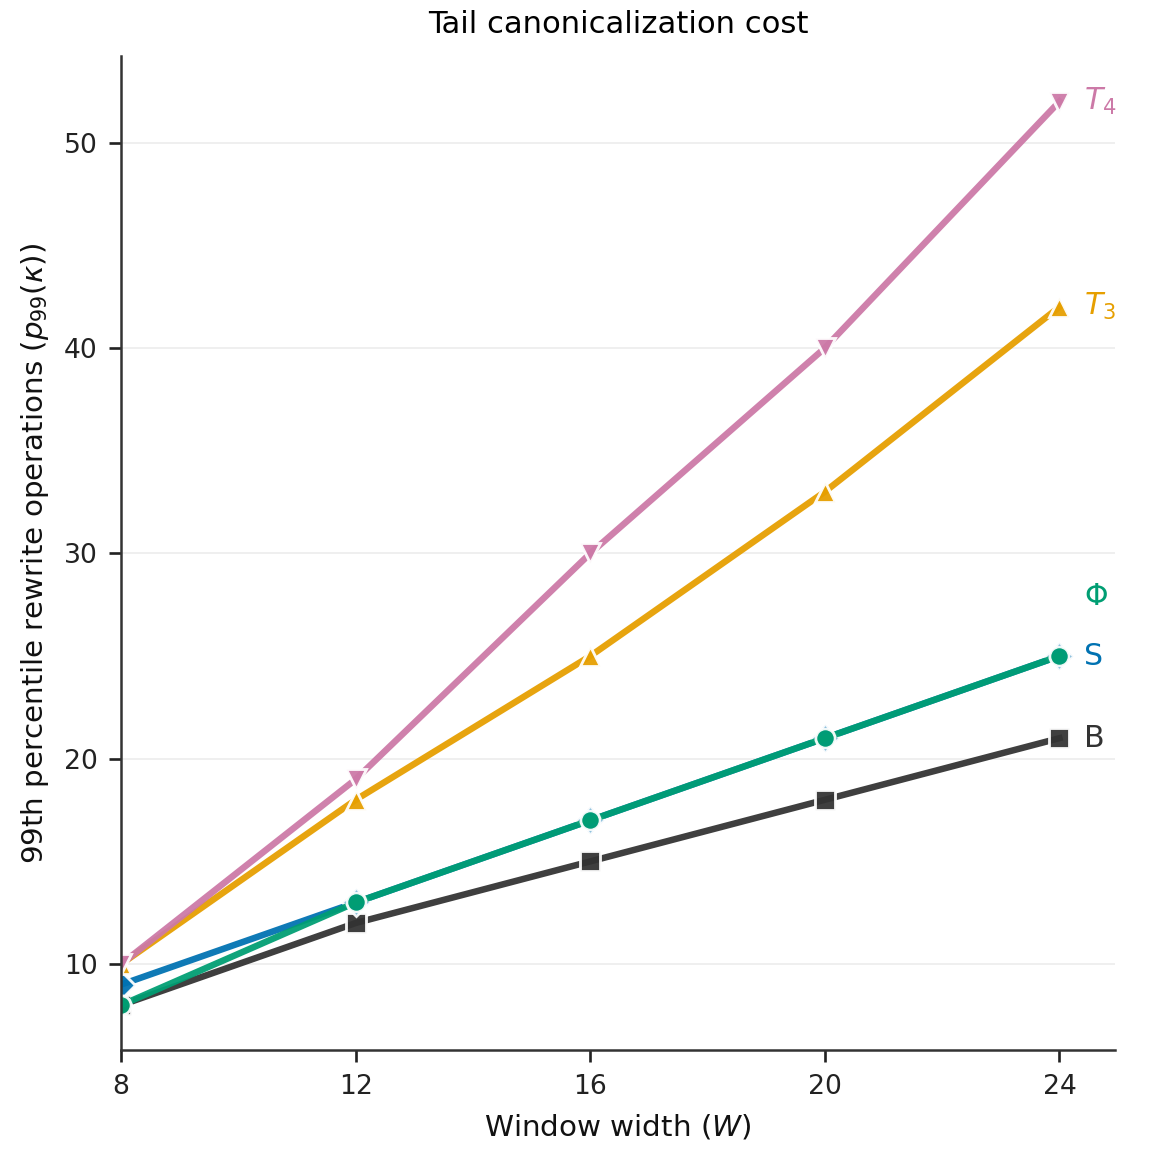 Tail canonicalization cost
99th percentile rewrite operations (p₉₉(κ))
50
40
30
20
10
T₄
T₃
Φ
S
B
8 12 16 20 24
Window width (W)